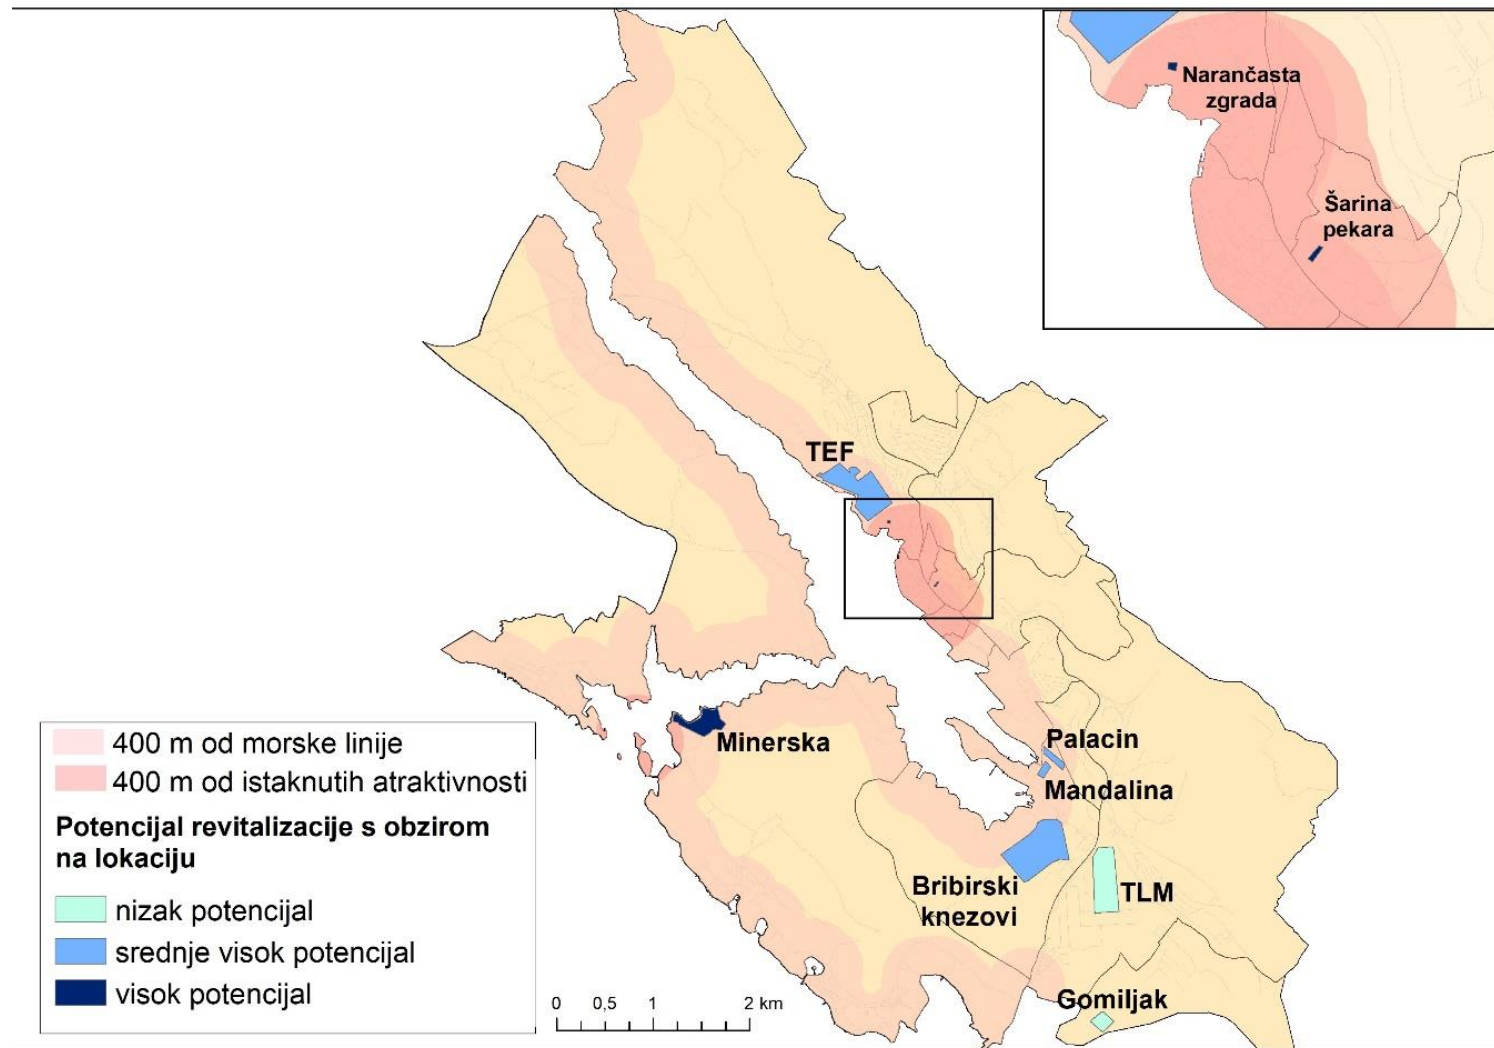 Narančasta
zgrada
Šarina
pekara
TEF
Minerska
Palacin
Mandalina
Bribirski
knezovi
TLM
Gomiljak
400 m od morske linije
400 m od istaknutih atraktivnosti
Potencijal revitalizacije s obzirom
na lokaciju
nizak potencijal
srednje visok potencijal
visok potencijal
0 0,5 1 2 km